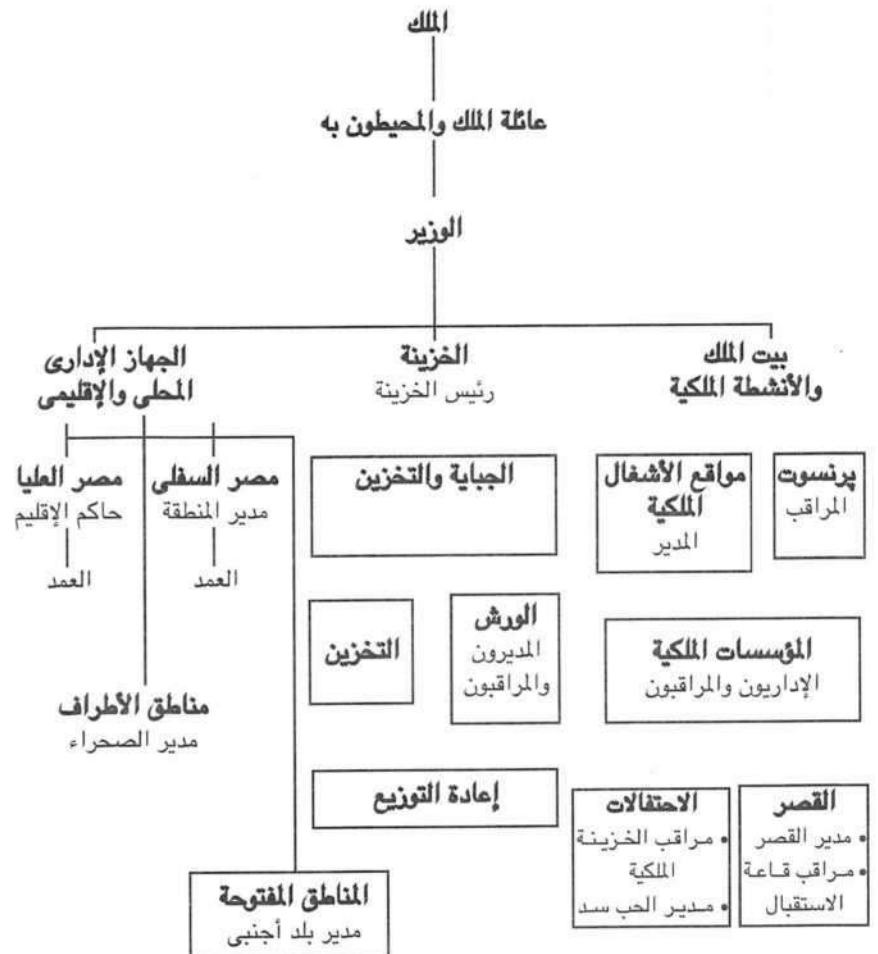 الملك
عائلة الملك والمحيطون به
الوزير
بيت الملك
والأنشطة الملكية
الخزينة
رئيس الخزينة
الجهاز الإدارى
المحلى والإقليمى
پرنسوت
المراقب
مواقع الأشغال
الملكية
المدير
المؤسسات الملكية
الإداريون والمراقبون
القصر
• مدير القصر
• مراقب قاعة
الاستقبال
الاحتفالات
• مراقب الخزينة
الملكية
• مدير الحب سد
الجباية والتخزين
الورش
المديرون
والمراقبون
التخزين
إعادة التوزيع
مصر السفلى
مدير المنطقة
العمد
مصر العليا
حاكم الإقليم
العمد
مناطق الأطراف
مدير الصحراء
المناطق المفتوحة
مدير بلد أجنبى